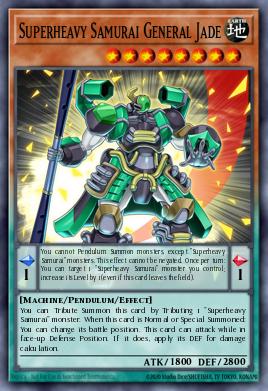 SUPERHEAVY SAMURAI GENERAL JADE
EARTH
地
You cannot Pendulum Summon monsters, except "Superheavy
Samurai" monsters. This effect cannot be negated. Once per turn:
You can target 1 "Superheavy Samurai" monster you control;
increase its Level by 1 (even if this card leaves the field).
1
1
[Machine/Pendulum/Effect]
You can Tribute Summon this card by Tributing 1 "Superheavy
Samurai" monster. When this card is Normal or Special Summoned:
You can change its battle position. This card can attack while in
face-up Defense Position. If it does, apply its DEF for damage
calculation.
ATK/1800 DEF/2800